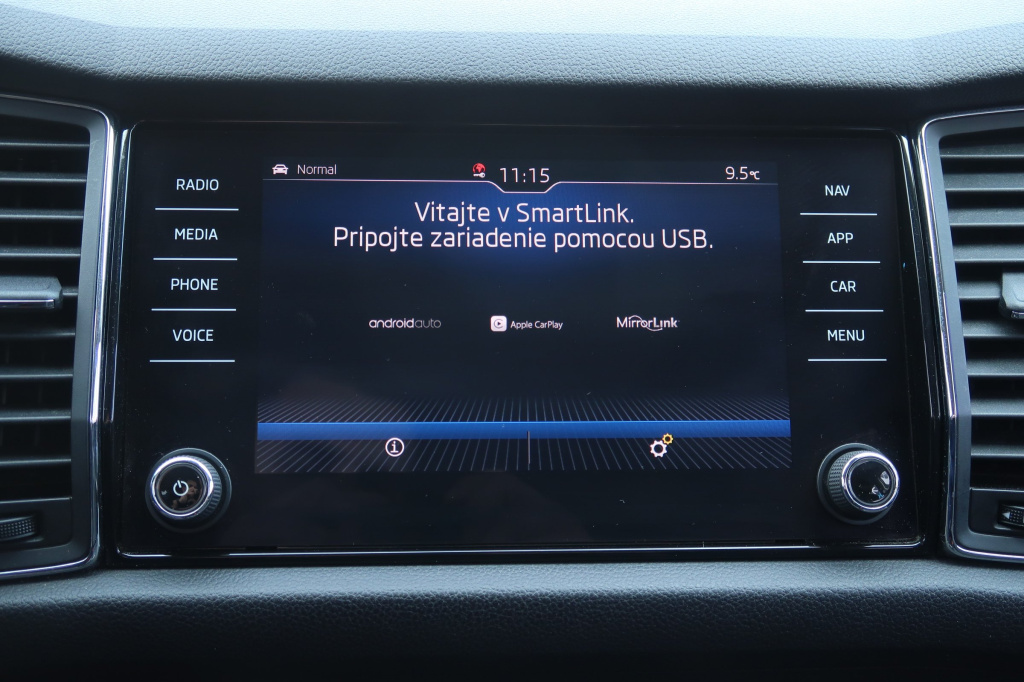 RADIO
MEDIA
PHONE
VOICE
Normal
11:15
9.5°C
Vitajte v SmartLink.
Pripojte zariadenie pomocou USB.
androidauto
Apple CarPlay
MirrorLink
NAV
APP
CAR
MENU